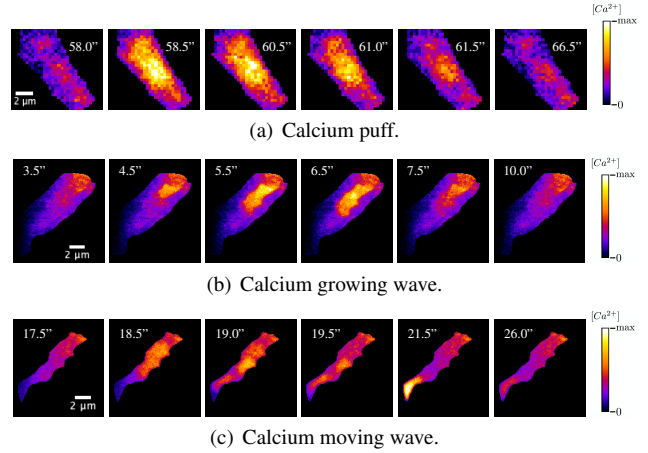 [Ca²⁺]
58.0” 58.5” 60.5” 61.0” 61.5” 66.5” max
2 μm 0
(a) Calcium puff.
[Ca²⁺]
3.5” 4.5” 5.5” 6.5” 7.5” 10.0” max
2 μm 0
(b) Calcium growing wave.
[Ca²⁺]
17.5” 18.5” 19.0” 19.5” 21.5” 26.0” max
2 μm 0
(c) Calcium moving wave.